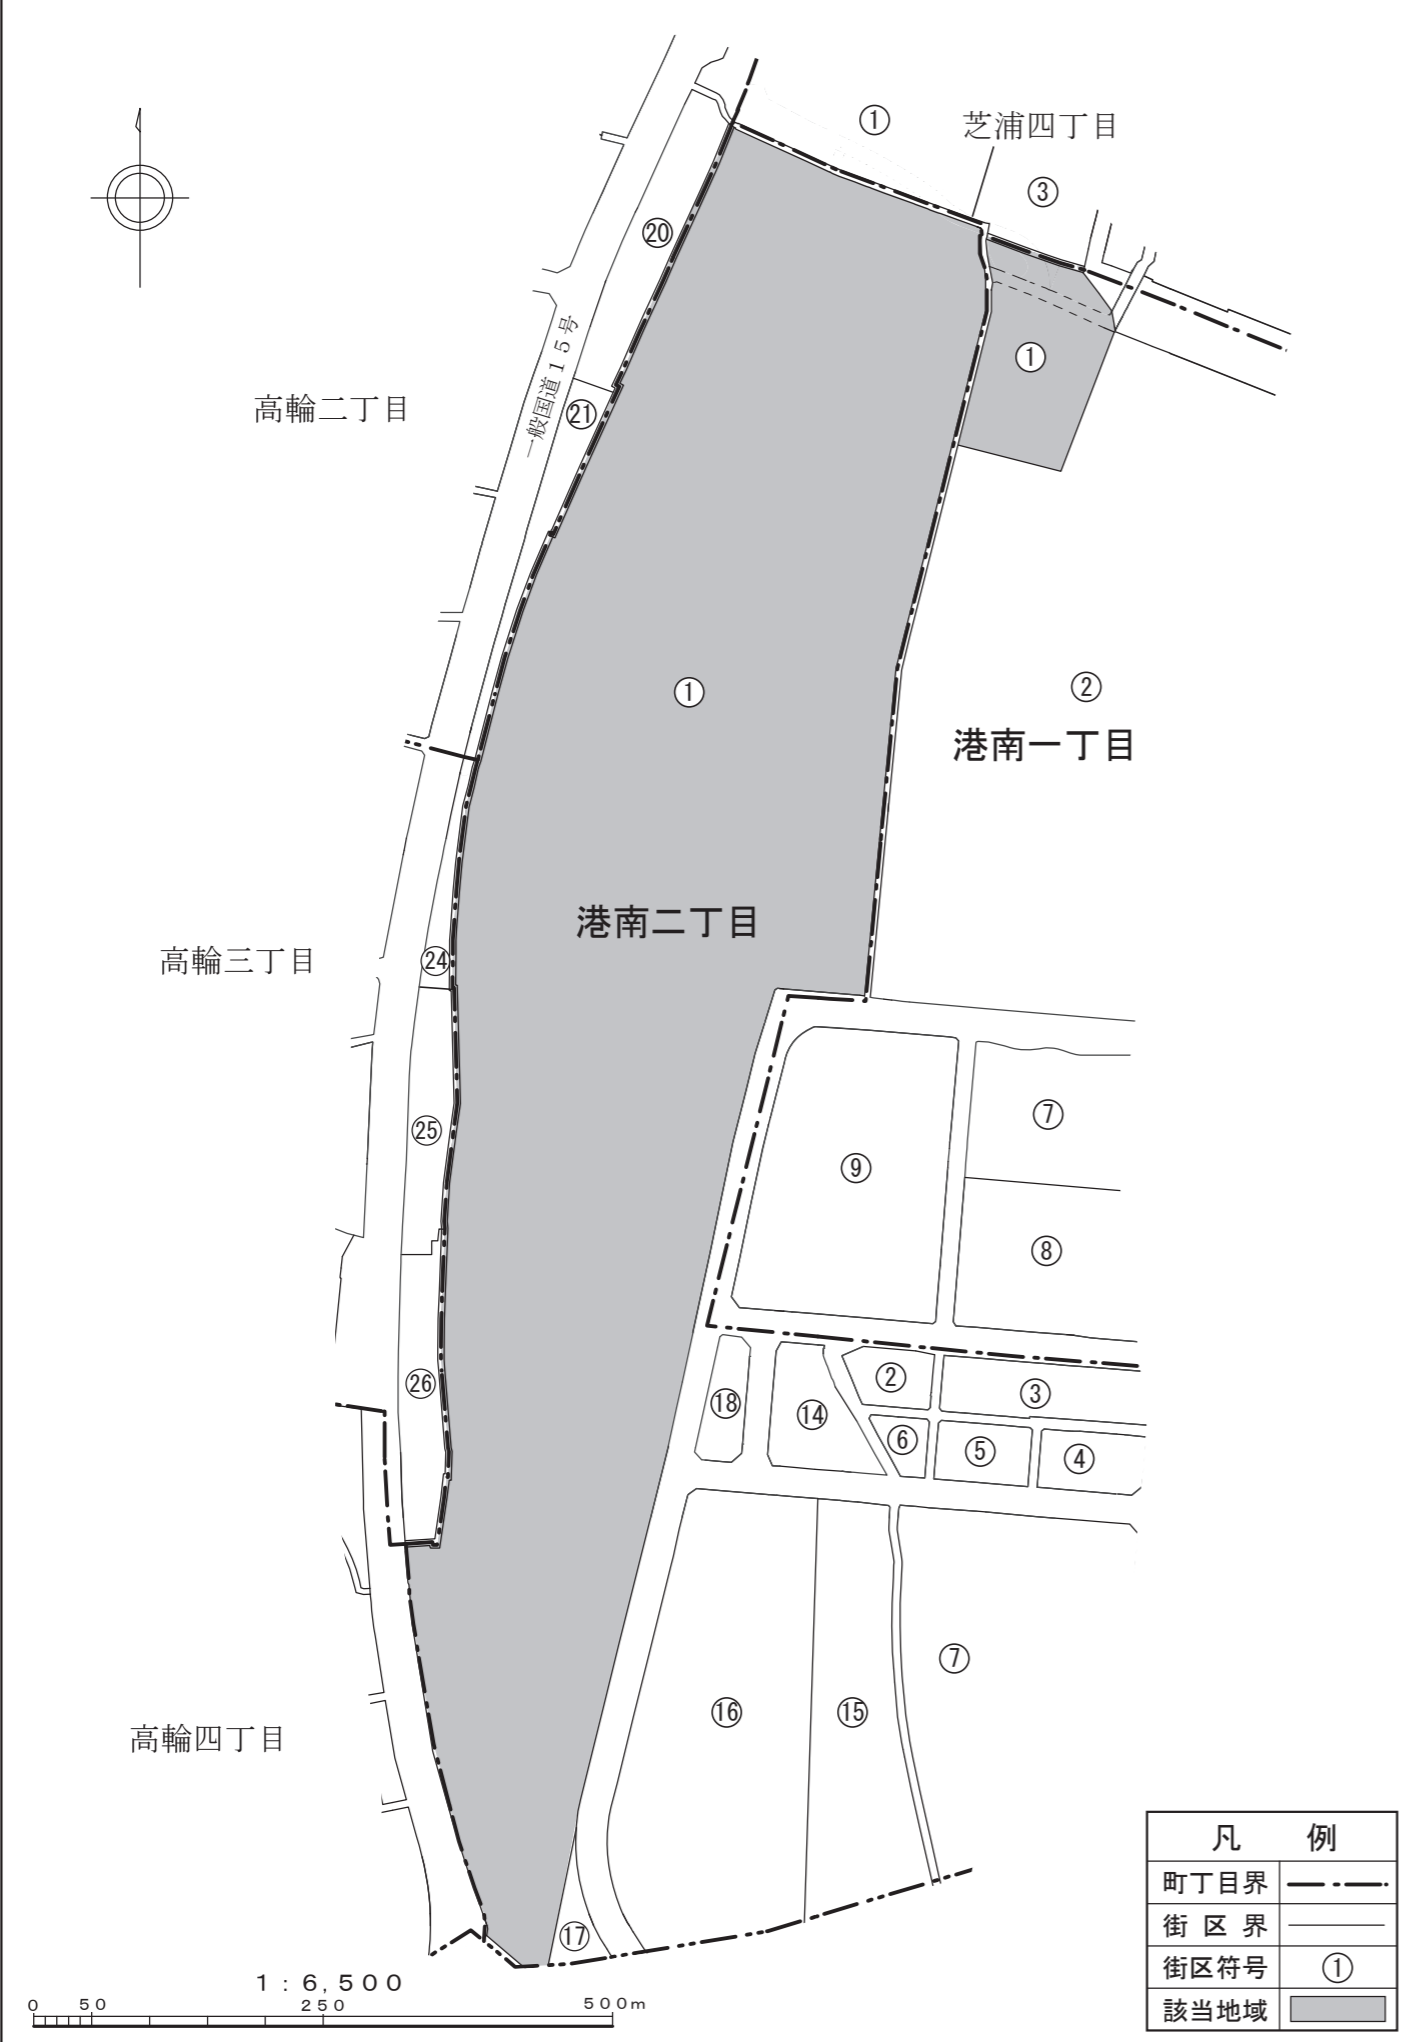 ①
芝浦四丁目
③
⑳
一般国道１５号
①
高輪二丁目
㉑
①
②
港南一丁目
港南二丁目
高輪三丁目
㉔
⑦
㉕
⑨
⑧
㉖
②
③
⑱
⑭
⑥
⑤
④
⑦
⑯
⑮
高輪四丁目
⑰
1 : 6,500
0 50 250 500m
凡 例
町丁目界
街区界
街区符号 ①
該当地域